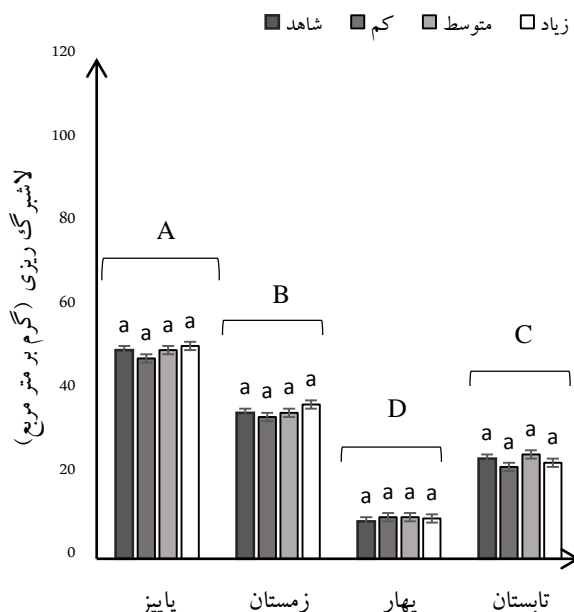 شاهد کم متوسط زیاد
120
100
80
60
40
20
0
لاشبرگ ریزی (گرم بر متر مربع)
A
B
C
D
a a a a
a a a a
a a a a
a a a a
پاییز زمستان بهار تابستان